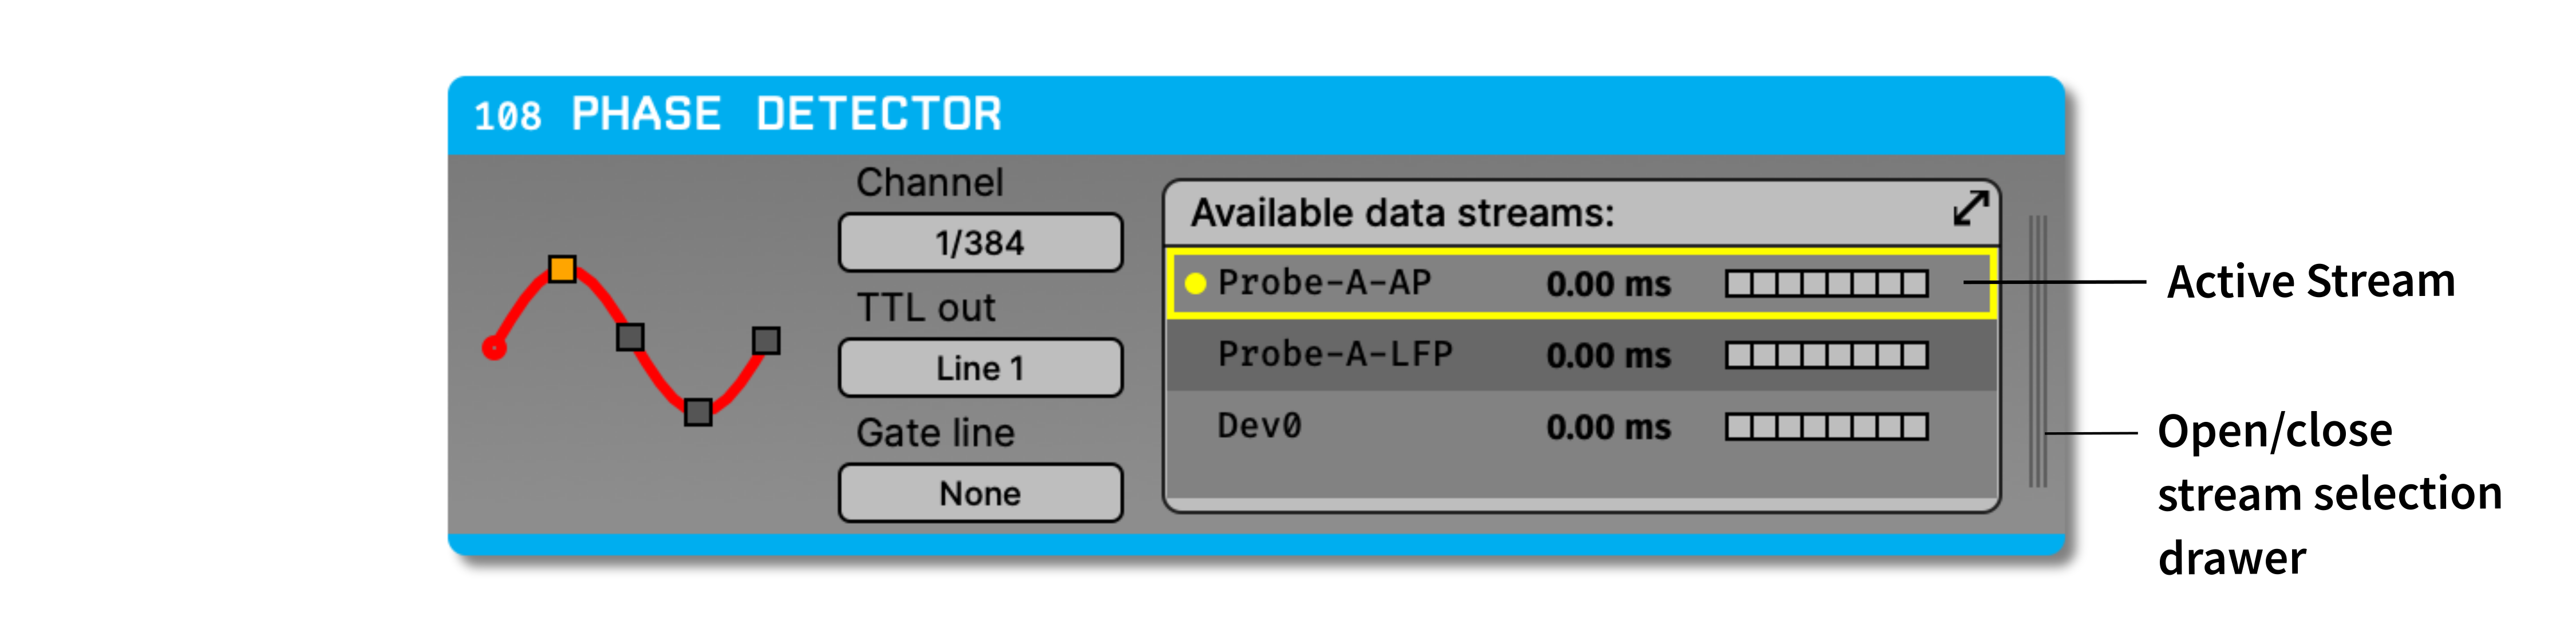 108 PHASE DETECTOR
Channel
1/384
TTL out
Line 1
Gate line
None
Available data streams:
Probe-A-AP 0.00 ms
Probe-A-LFP 0.00 ms
Dev0 0.00 ms
Active Stream
Open/close
stream selection
drawer